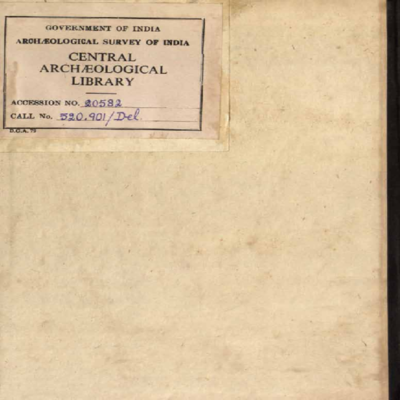 GOVERNMENT OF INDIA
ARCHÆOLOGICAL SURVEY OF INDIA
CENTRAL
ARCHÆOLOGICAL
LIBRARY
ACCESSION NO. 20582
CALL No. 520.901/Del
D.G.A. 79